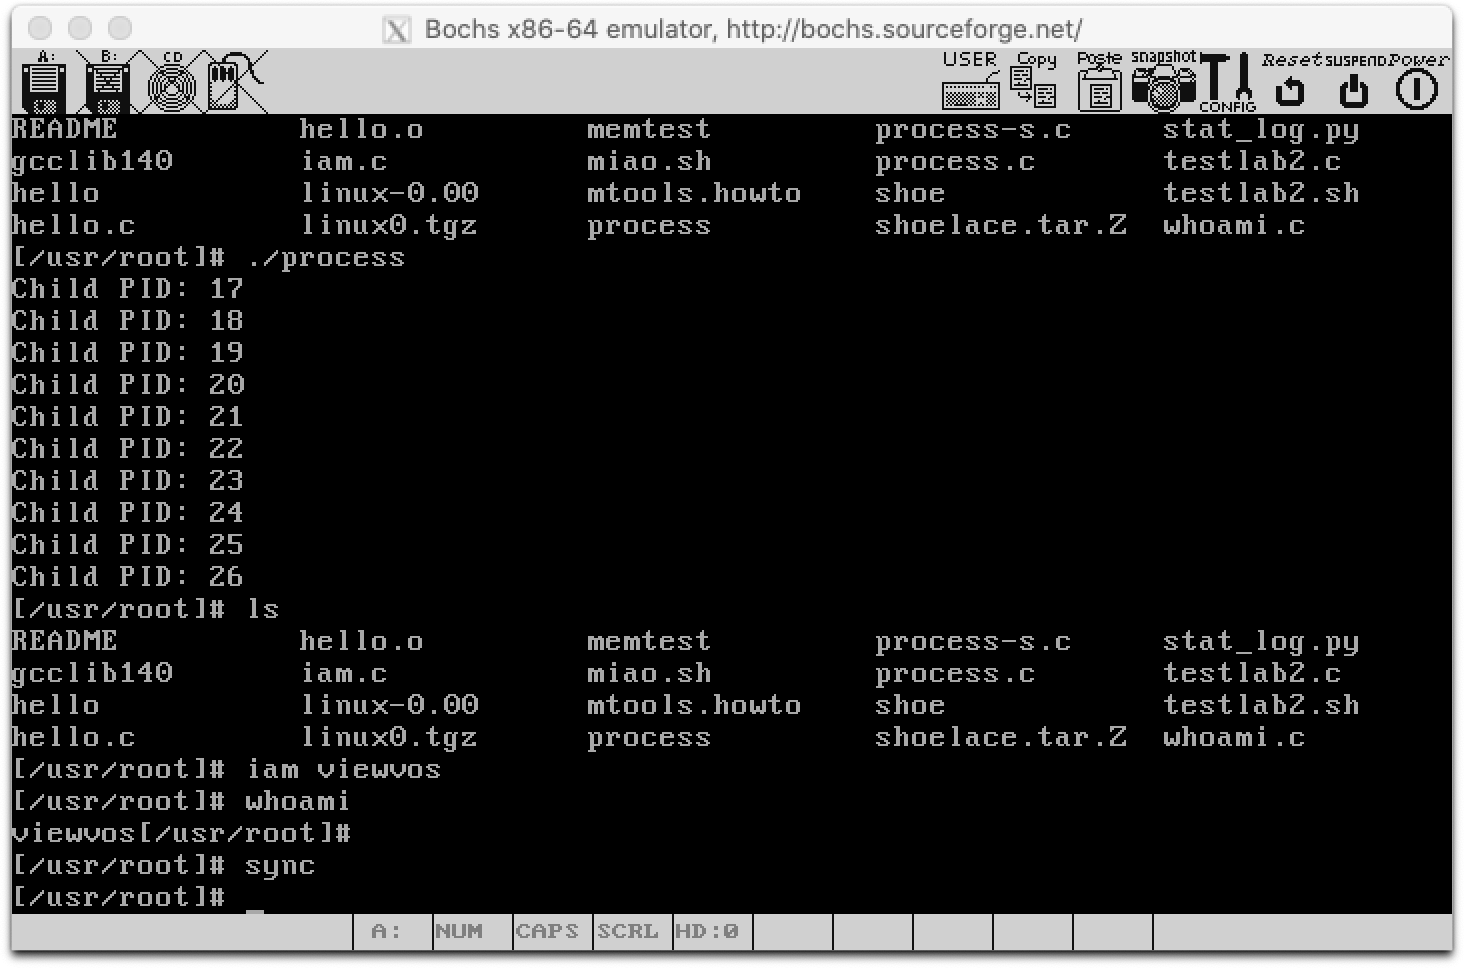 Bochs x86-64 emulator, http://bochs.sourceforge.net/
A: B: CD USER Copy Paste snapshot CONFIG Reset SUSPEND Power
README hello.o memtest process-s.c stat_log.py
gcclib140 iam.c miao.sh process.c testlab2.c
hello linux-0.00 mtools.howto shoe testlab2.sh
hello.c linux0.tgz process shoelace.tar.Z whoami.c
[/usr/root]# ./process
Child PID: 17
Child PID: 18
Child PID: 19
Child PID: 20
Child PID: 21
Child PID: 22
Child PID: 23
Child PID: 24
Child PID: 25
Child PID: 26
[/usr/root]# ls
README hello.o memtest process-s.c stat_log.py
gcclib140 iam.c miao.sh process.c testlab2.c
hello linux-0.00 mtools.howto shoe testlab2.sh
hello.c linux0.tgz process shoelace.tar.Z whoami.c
[/usr/root]# iam viewvos
[/usr/root]# whoami
viewvos[/usr/root]#
[/usr/root]# sync
[/usr/root]#
A: NUM CAPS SCRL HD:0